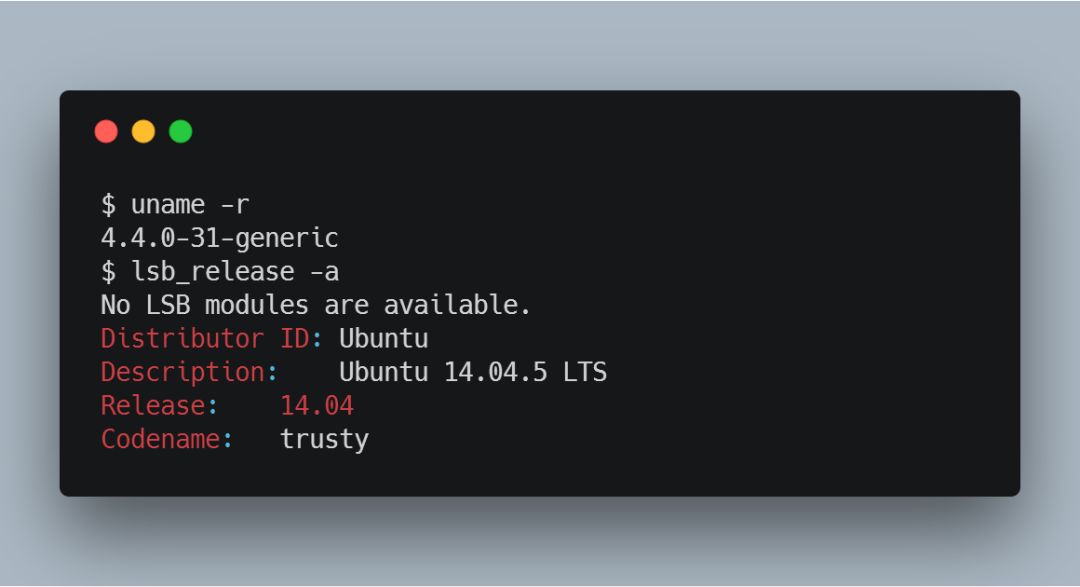 $ uname -r
4.4.0-31-generic
$ lsb_release -a
No LSB modules are available.
Distributor ID: Ubuntu
Description:    Ubuntu 14.04.5 LTS
Release:    14.04
Codename:   trusty